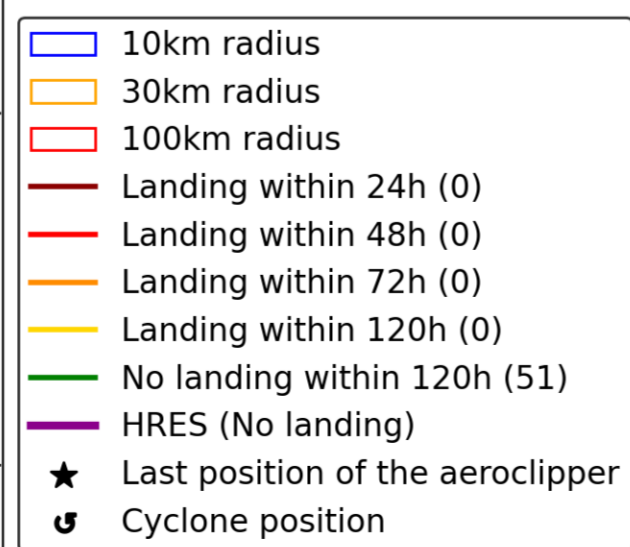 10km radius
30km radius
100km radius
Landing within 24h (0)
Landing within 48h (0)
Landing within 72h (0)
Landing within 120h (0)
No landing within 120h (51)
HRES (No landing)
Last position of the aeroclipper
Cyclone position